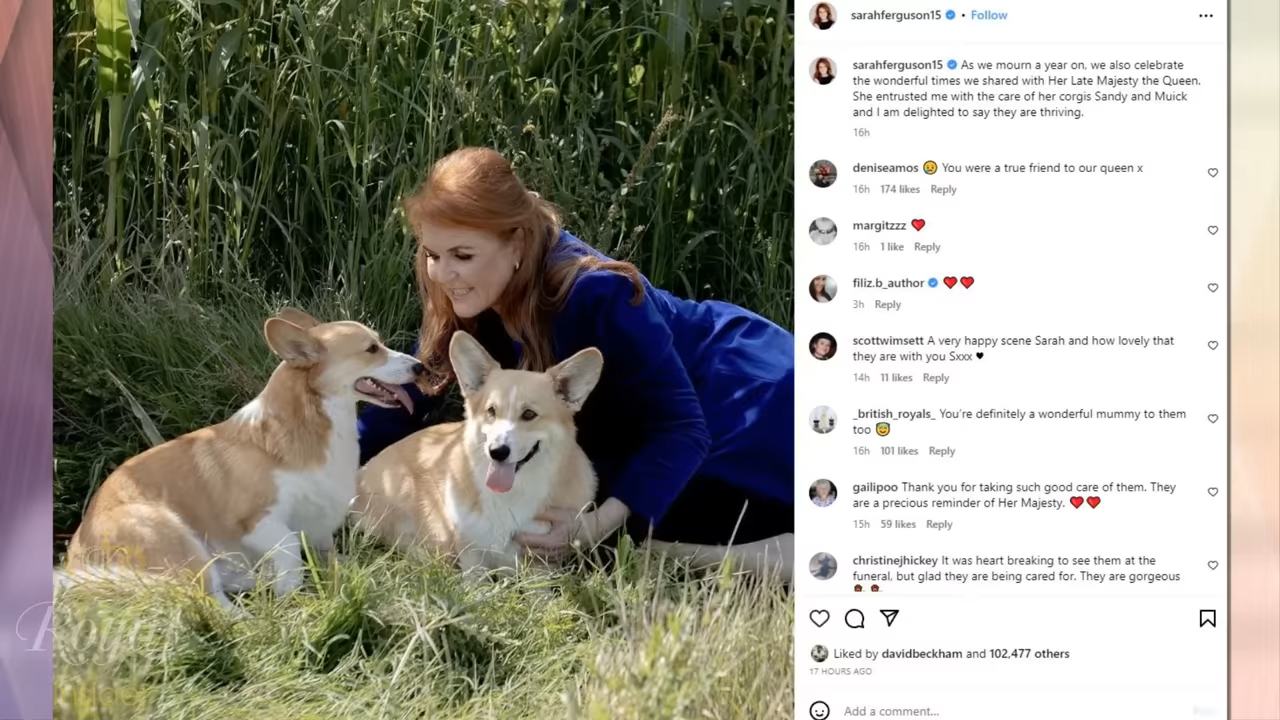 sarahferguson15 • Follow
sarahferguson15 As we mourn a year on, we also celebrate
the wonderful times we shared with Her Late Majesty the Queen.
She entrusted me with the care of her corgis Sandy and Muick
and I am delighted to say they are thriving.
16h
deniseamos 😢 You were a true friend to our queen x
16h 174 likes Reply
margitzzz ❤️
16h 1 like Reply
filiz.b_author ❤️❤️
3h Reply
scottwimsett A very happy scene Sarah and how lovely that
they are with you Sxxx ♥
14h 11 likes Reply
_british_royals_ You’re definitely a wonderful mummy to them
too 😇
16h 101 likes Reply
gailipoo Thank you for taking such good care of them. They
are a precious reminder of Her Majesty. ❤️❤️
15h 59 likes Reply
christinejhickey It was heart breaking to see them at the
funeral, but glad they are being cared for. They are gorgeous
Liked by davidbeckham and 102,477 others
17 HOURS AGO
Add a comment...